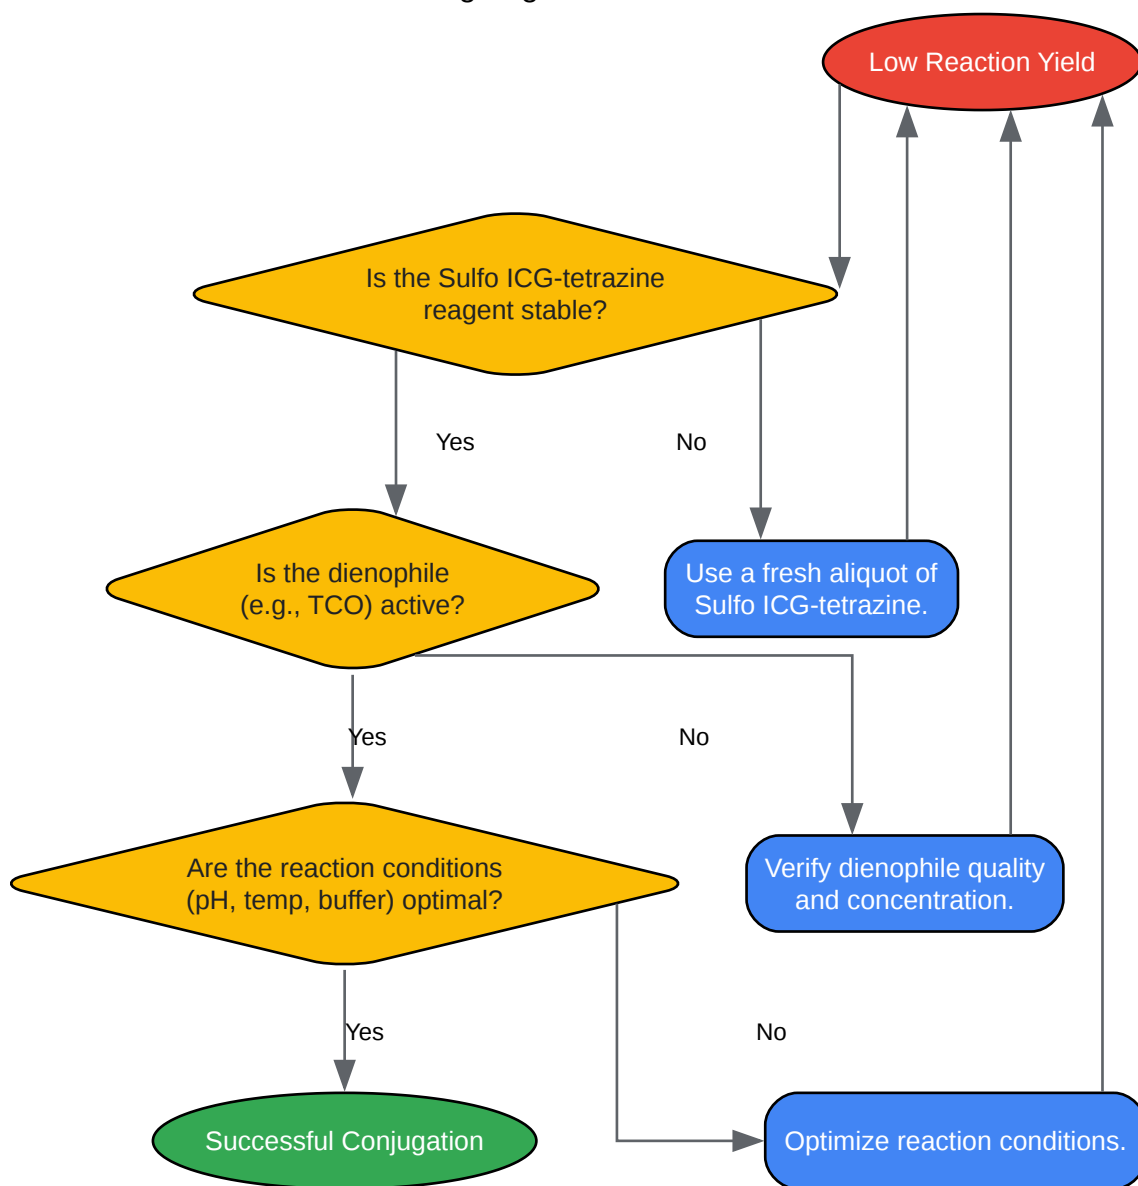 Low Reaction Yield
Is the Sulfo ICG-tetrazine
reagent stable?
Yes
No
Is the dienophile
(e.g., TCO) active?
Use a fresh aliquot of
Sulfo ICG-tetrazine.
Yes
No
Are the reaction conditions
(pH, temp, buffer) optimal?
Verify dienophile quality
and concentration.
Yes
No
Successful Conjugation
Optimize reaction conditions.